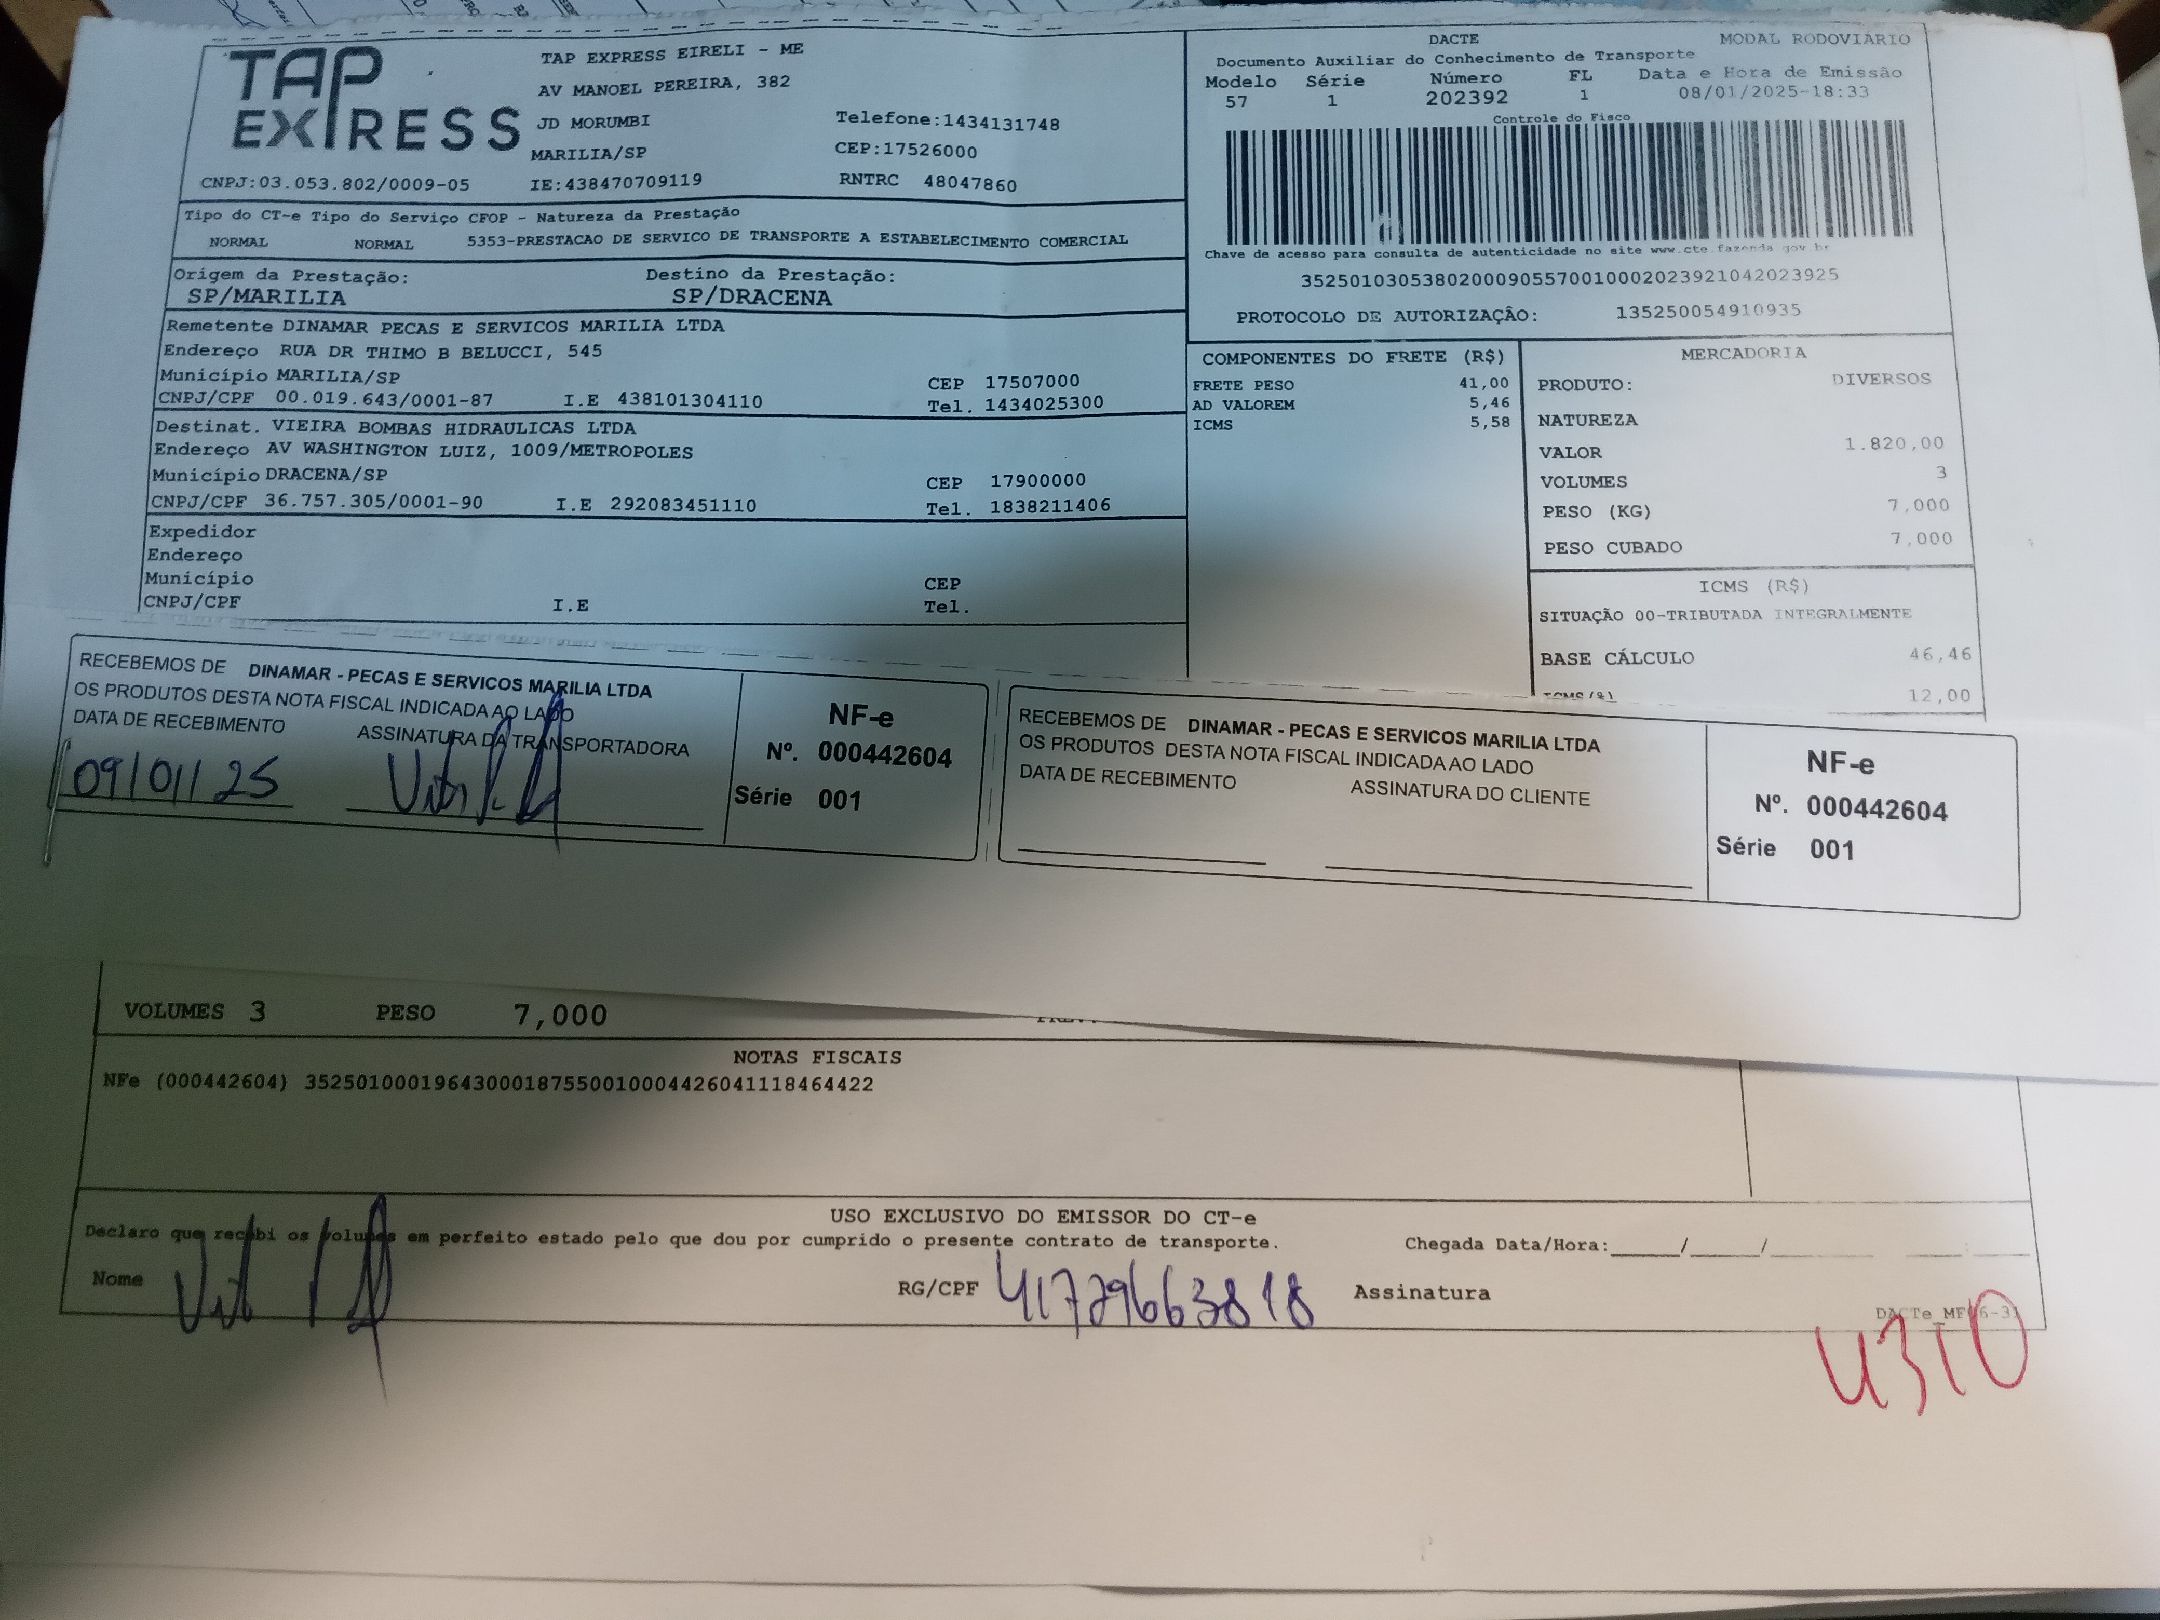 TAP EXPRESS
TAP EXPRESS EIRELI - ME
AV MANOEL PEREIRA, 382
JD MORUMBI Telefone:1434131748
MARILIA/SP CEP:17526000
CNPJ:03.053.802/0009-05 IE:438470709119 RNTRC 48047860
DACTE MODAL RODOVIÁRIO
Documento Auxiliar do Conhecimento de Transporte
Modelo Série Número FL Data e Hora de Emissão
57 1 202392 1 08/01/2025-18:33
Controle do Fisco
Chave de acesso para consulta de autenticidade no site www.cte.fazenda.gov.br
35250103053802000905570010002023921042023925
PROTOCOLO DE AUTORIZAÇÃO: 135250054910935
Tipo do CT-e Tipo do Serviço CFOP - Natureza da Prestação
NORMAL NORMAL 5353-PRESTACAO DE SERVICO DE TRANSPORTE A ESTABELECIMENTO COMERCIAL
Origem da Prestação: Destino da Prestação:
SP/MARILIA SP/DRACENA
Remetente DINAMAR PECAS E SERVICOS MARILIA LTDA
Endereço RUA DR THIMO B BELUCCI, 545
Município MARILIA/SP CEP 17507000
CNPJ/CPF 00.019.643/0001-87 I.E 438101304110 Tel. 1434025300
Destinat. VIEIRA BOMBAS HIDRAULICAS LTDA
Endereço AV WASHINGTON LUIZ, 1009/METROPOLES
Município DRACENA/SP CEP 17900000
CNPJ/CPF 36.757.305/0001-90 I.E 292083451110 Tel. 1838211406
Expedidor
Endereço
Município CEP
CNPJ/CPF I.E Tel.
COMPONENTES DO FRETE (R$)
FRETE PESO 41,00
AD VALOREM 5,46
ICMS 5,58
MERCADORIA
PRODUTO: DIVERSOS
NATUREZA
VALOR 1.820,00
VOLUMES 3
PESO (KG) 7,000
PESO CUBADO 7,000
ICMS (R$)
SITUAÇÃO 00-TRIBUTADA INTEGRALMENTE
BASE CÁLCULO 46,46
ICMS(%) 12,00
RECEBEMOS DE DINAMAR - PECAS E SERVICOS MARILIA LTDA
OS PRODUTOS DESTA NOTA FISCAL INDICADA AO LADO
DATA DE RECEBIMENTO ASSINATURA DA TRANSPORTADORA
09/01/25
NF-e
Nº. 000442604
Série 001
RECEBEMOS DE DINAMAR - PECAS E SERVICOS MARILIA LTDA
OS PRODUTOS DESTA NOTA FISCAL INDICADA AO LADO
DATA DE RECEBIMENTO ASSINATURA DO CLIENTE
NF-e
Nº. 000442604
Série 001
VOLUMES 3 PESO 7,000
NOTAS FISCAIS
NFe (000442604) 35250100019643000187550010004426041118464422
USO EXCLUSIVO DO EMISSOR DO CT-e
Declaro que recebi os volumes em perfeito estado pelo que dou por cumprido o presente contrato de transporte. Chegada Data/Hora:
Nome RG/CPF 41729663818 Assinatura
4310